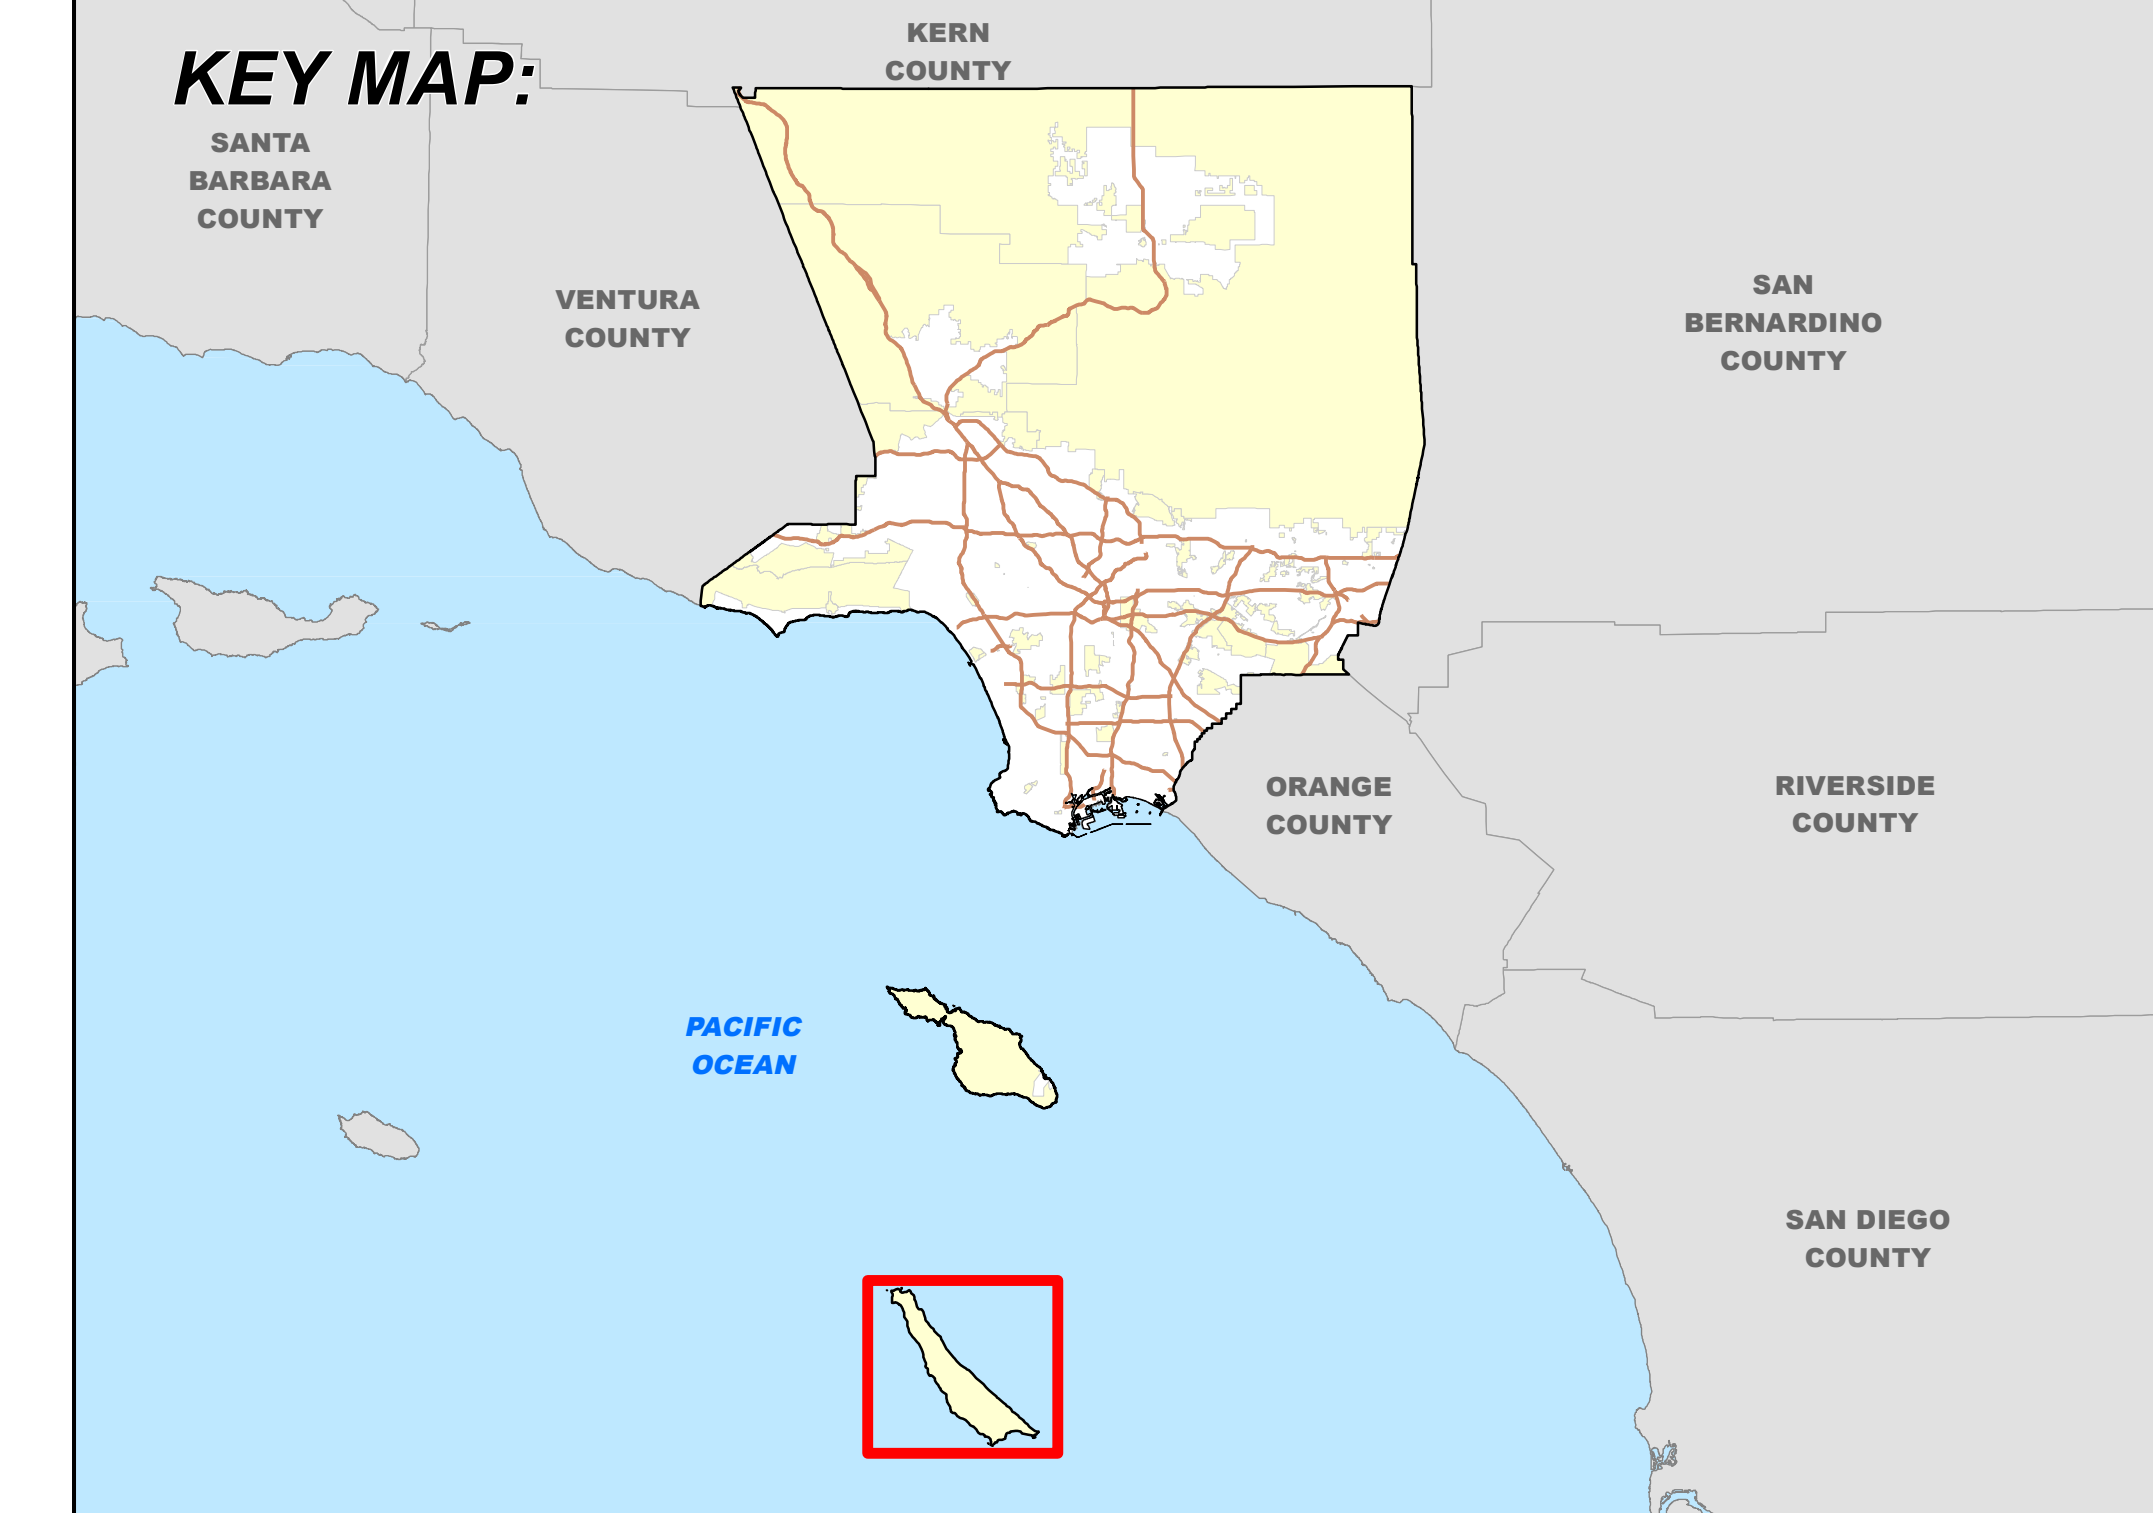 KEY MAP:
KERN
COUNTY
SANTA
BARBARA
COUNTY
VENTURA
COUNTY
SAN
BERNARDINO
COUNTY
ORANGE
COUNTY
RIVERSIDE
COUNTY
PACIFIC
OCEAN
SAN DIEGO
COUNTY